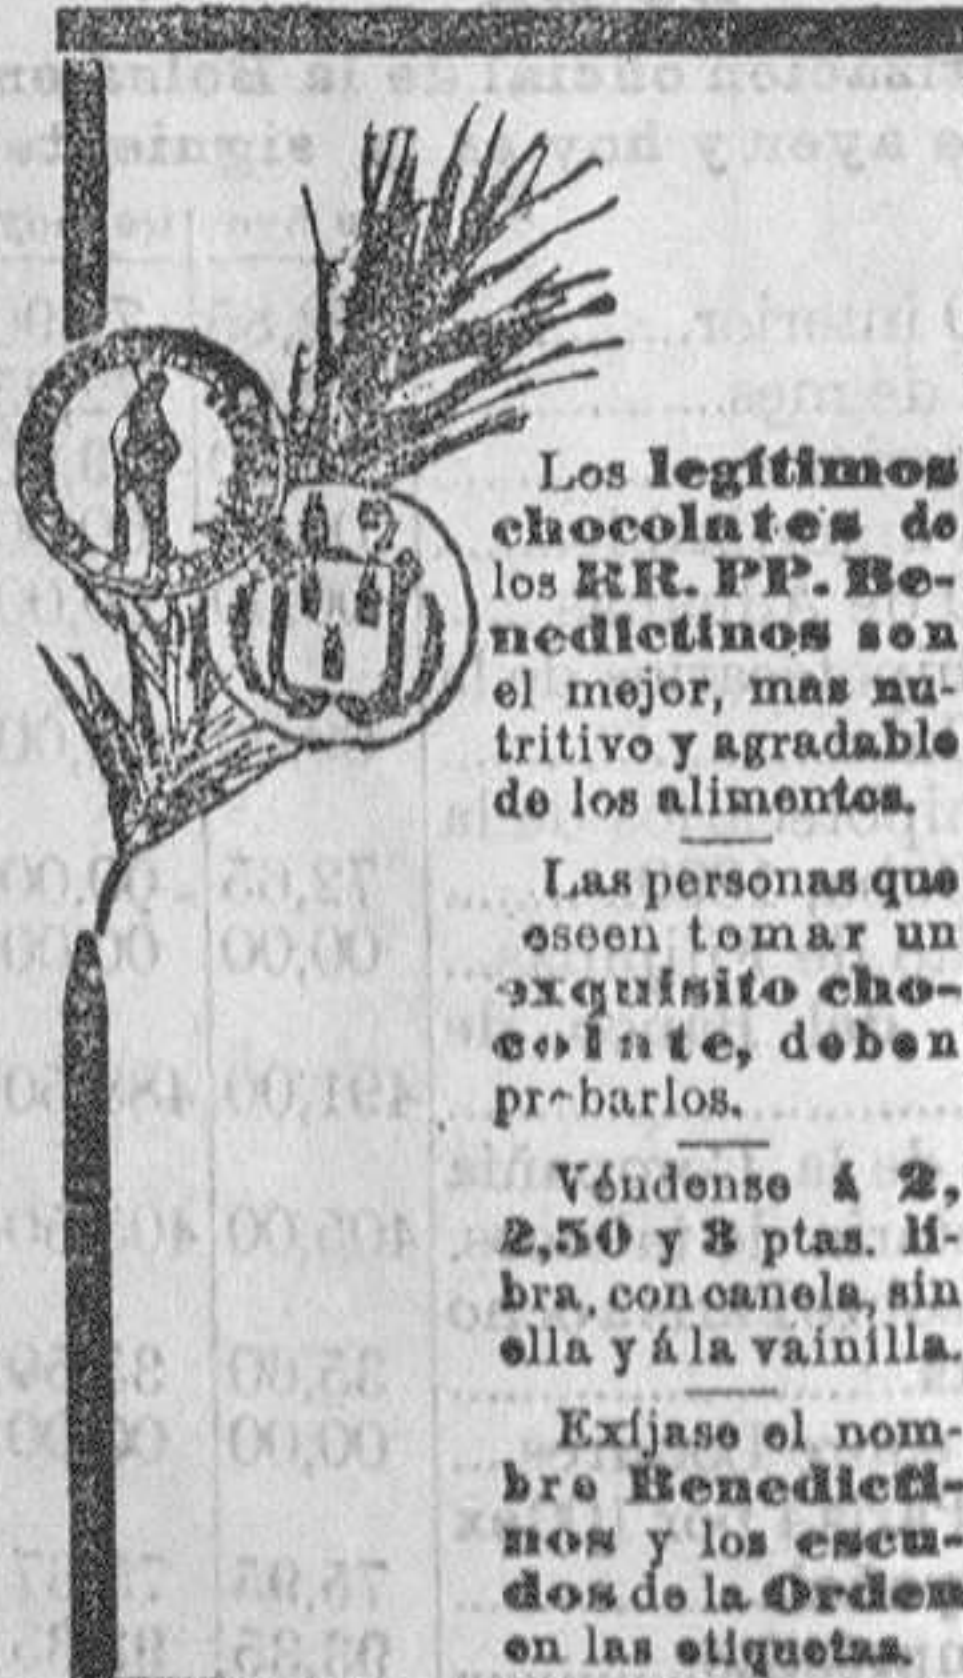 Los legítimos
chocolates de
los RR. PP. Be-
nedictinos son
el mejor, mas nu-
tritivo y agradable
de los alimentos.
Las personas que
eseen tomar un
exquisito cho-
colate, deben
probarlos.
Véndense á 2,
2,50 y 3 ptas. li-
bra, con canela, sin
ella y á la vainilla.
Exíjase el nom-
bre Benedicti-
nos y los escu-
dos de la Orden
en las etiquetas.